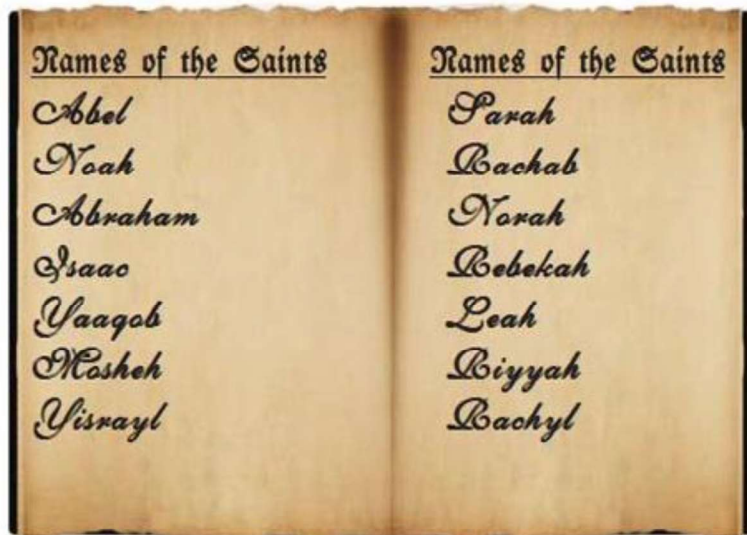 Names of the Saints
Abel
Noah
Abraham
Isaac
Yaaqob
Mosheh
Yisrayl
Names of the Saints
Sarah
Rachab
Norah
Rebekah
Leah
Riyyah
Rachyl